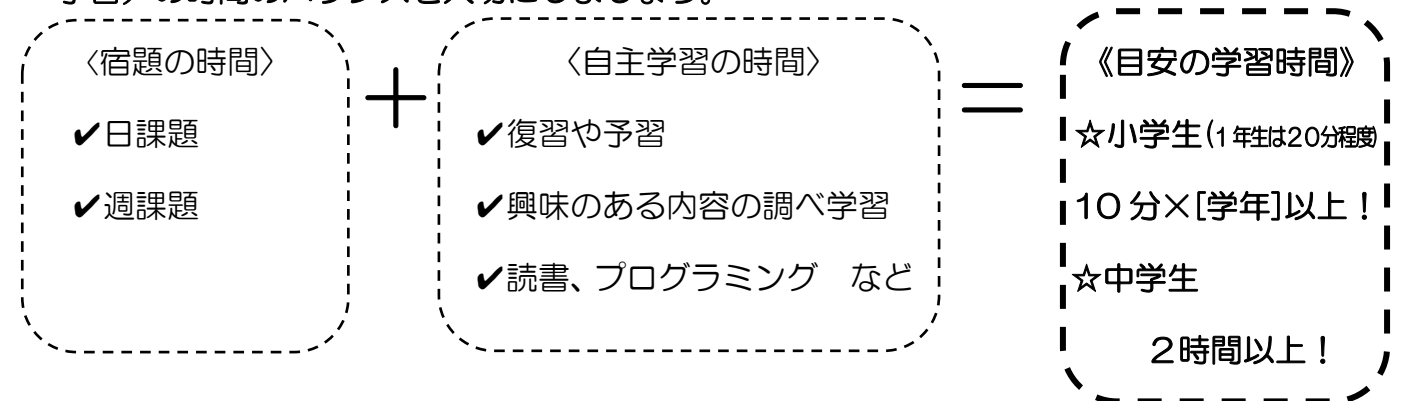 〈宿題の時間〉
✔日課題
✔週課題
＋
〈自主学習の時間〉
✔復習や予習
✔興味のある内容の調べ学習
✔読書、プログラミング　など
＝
《目安の学習時間》
☆小学生(1年生は20分程度)
10分×[学年]以上！
☆中学生
2時間以上！